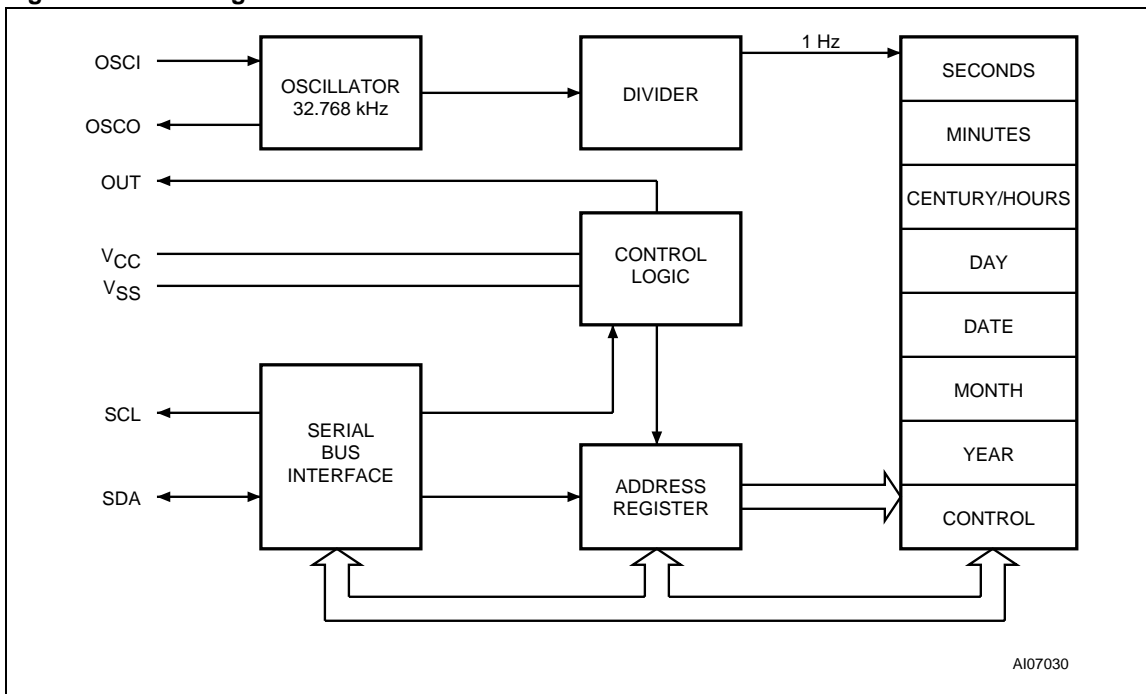 OSCI
OSCO
OUT
VCC
VSS
SCL
SDA
OSCILLATOR
32.768 kHz
DIVIDER
1 Hz
CONTROL
LOGIC
SERIAL
BUS
INTERFACE
ADDRESS
REGISTER
SECONDS
MINUTES
CENTURY/HOURS
DAY
DATE
MONTH
YEAR
CONTROL
AI07030